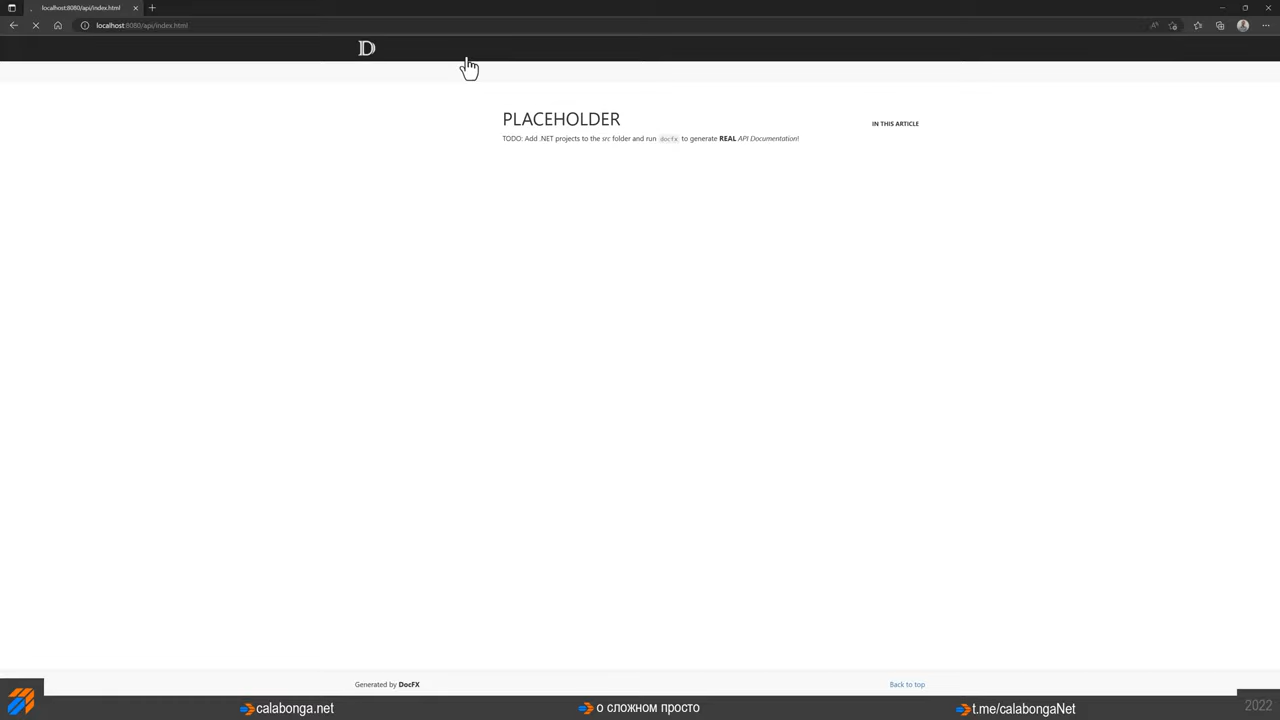 localhost:8080/api/index.html
localhost:8080/api/index.html
PLACEHOLDER
IN THIS ARTICLE
TODO: Add .NET projects to the src folder and run docfx to generate REAL API Documentation!
Generated by DocFX
Back to top
calabonga.net
о сложном просто
t.me/calabongaNet
2022